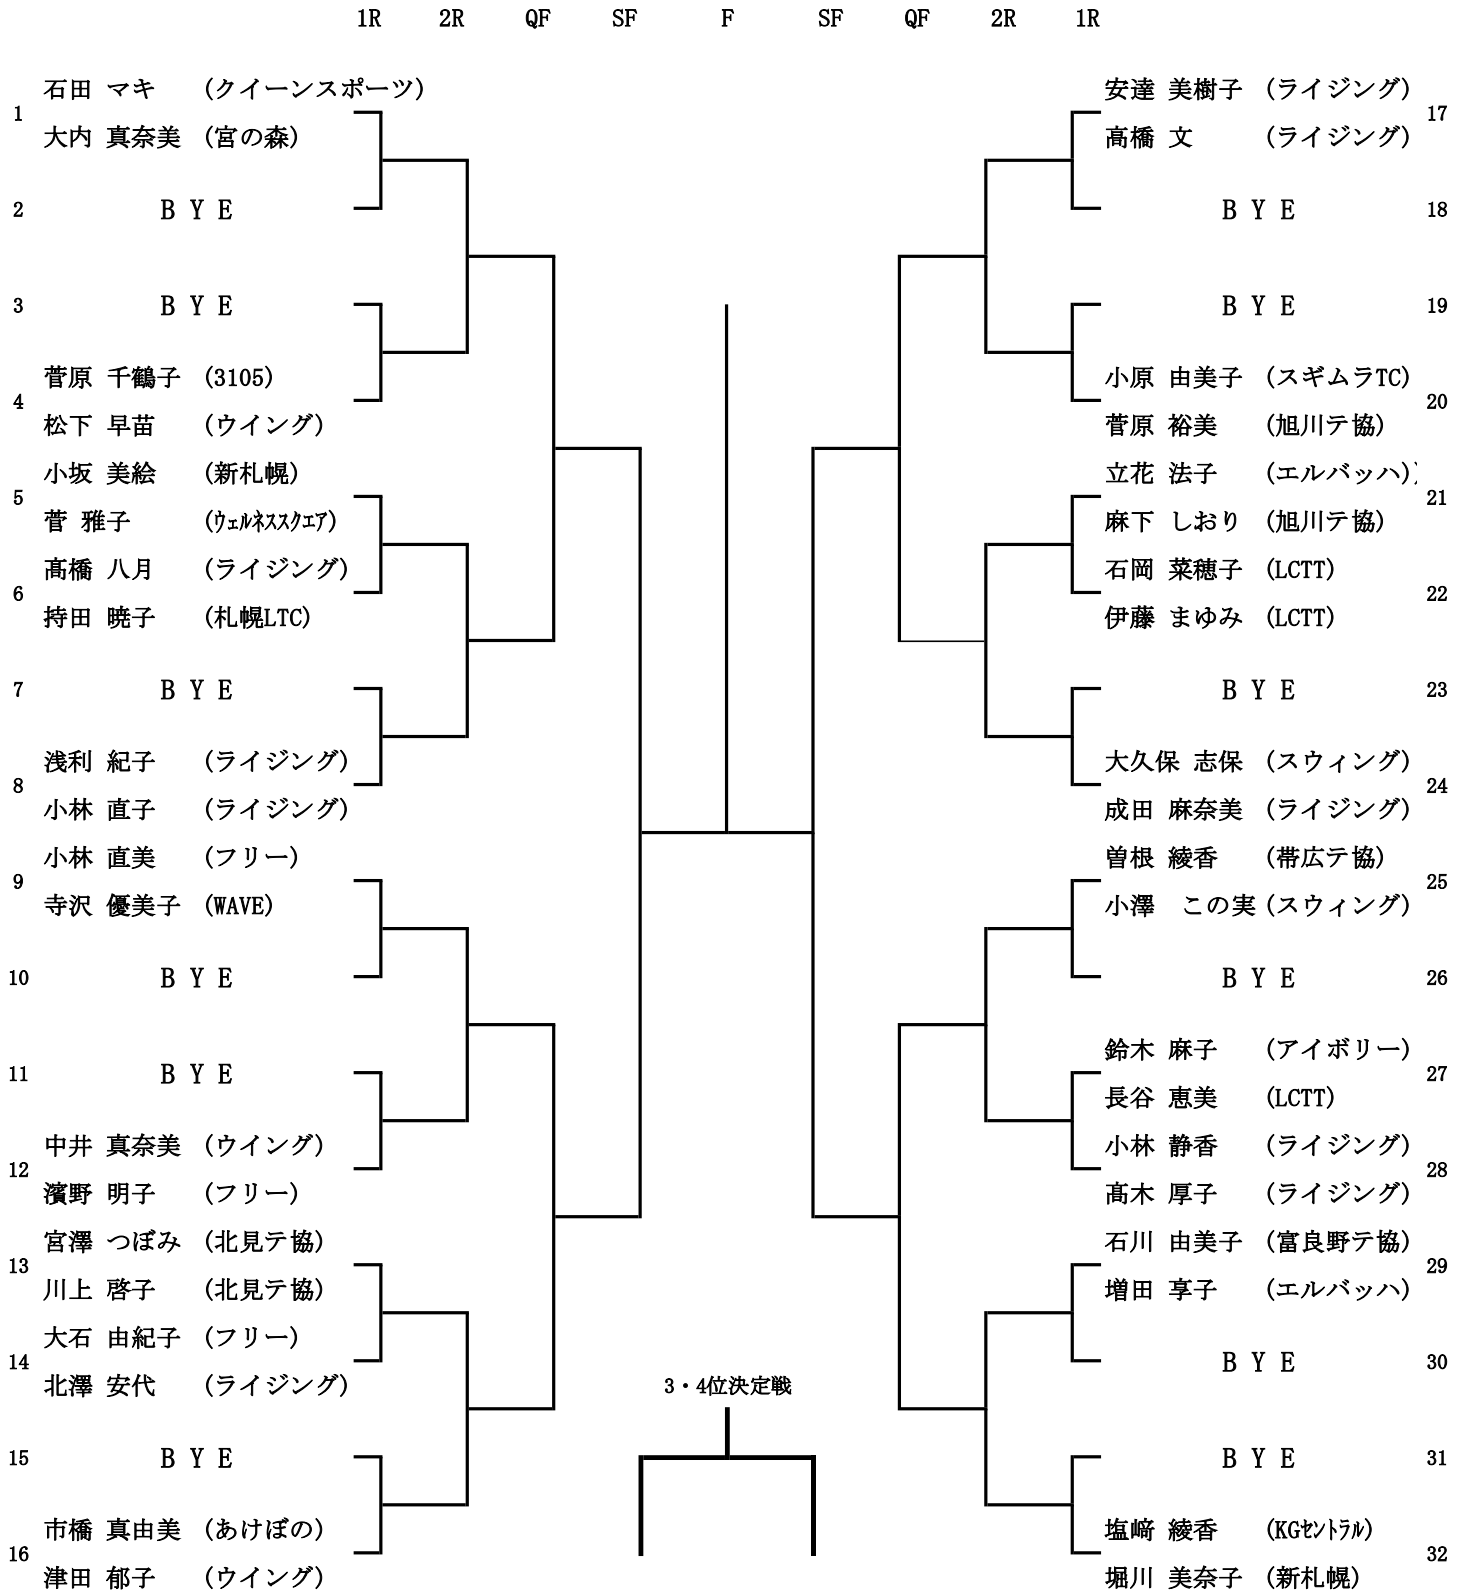 1R 2R QF SF F SF QF 2R 1R
石田 マキ (クイーンスポーツ)
1
大内 真奈美 (宮の森)
2 B Y E
3 B Y E
菅原 千鶴子 (3105)
4
松下 早苗 (ウイング)
小坂 美絵 (新札幌)
5
菅 雅子 (ウェルネススクエア)
髙橋 八月 (ライジング)
6
持田 暁子 (札幌LTC)
7 B Y E
浅利 紀子 (ライジング)
8
小林 直子 (ライジング)
小林 直美 (フリー)
9
寺沢 優美子 (WAVE)
10 B Y E
11 B Y E
中井 真奈美 (ウイング)
12
濱野 明子 (フリー)
宮澤 つぼみ (北見テ協)
13
川上 啓子 (北見テ協)
大石 由紀子 (フリー)
14
北澤 安代 (ライジング)
15 B Y E
市橋 真由美 (あけぼの)
16
津田 郁子 (ウイング)
安達 美樹子 (ライジング)
17
高橋 文 (ライジング)
B Y E 18
B Y E 19
小原 由美子 (スギムラTC)
20
菅原 裕美 (旭川テ協)
立花 法子 (エルバッハ)
21
麻下 しおり (旭川テ協)
石岡 菜穂子 (LCTT)
22
伊藤 まゆみ (LCTT)
B Y E 23
大久保 志保 (スウィング)
24
成田 麻奈美 (ライジング)
曽根 綾香 (帯広テ協)
25
小澤 この実 (スウィング)
B Y E 26
鈴木 麻子 (アイボリー)
27
長谷 恵美 (LCTT)
小林 静香 (ライジング)
28
髙木 厚子 (ライジング)
石川 由美子 (富良野テ協)
29
増田 享子 (エルバッハ)
B Y E 30
B Y E 31
塩﨑 綾香 (KGセントラル)
32
堀川 美奈子 (新札幌)
3・4位決定戦